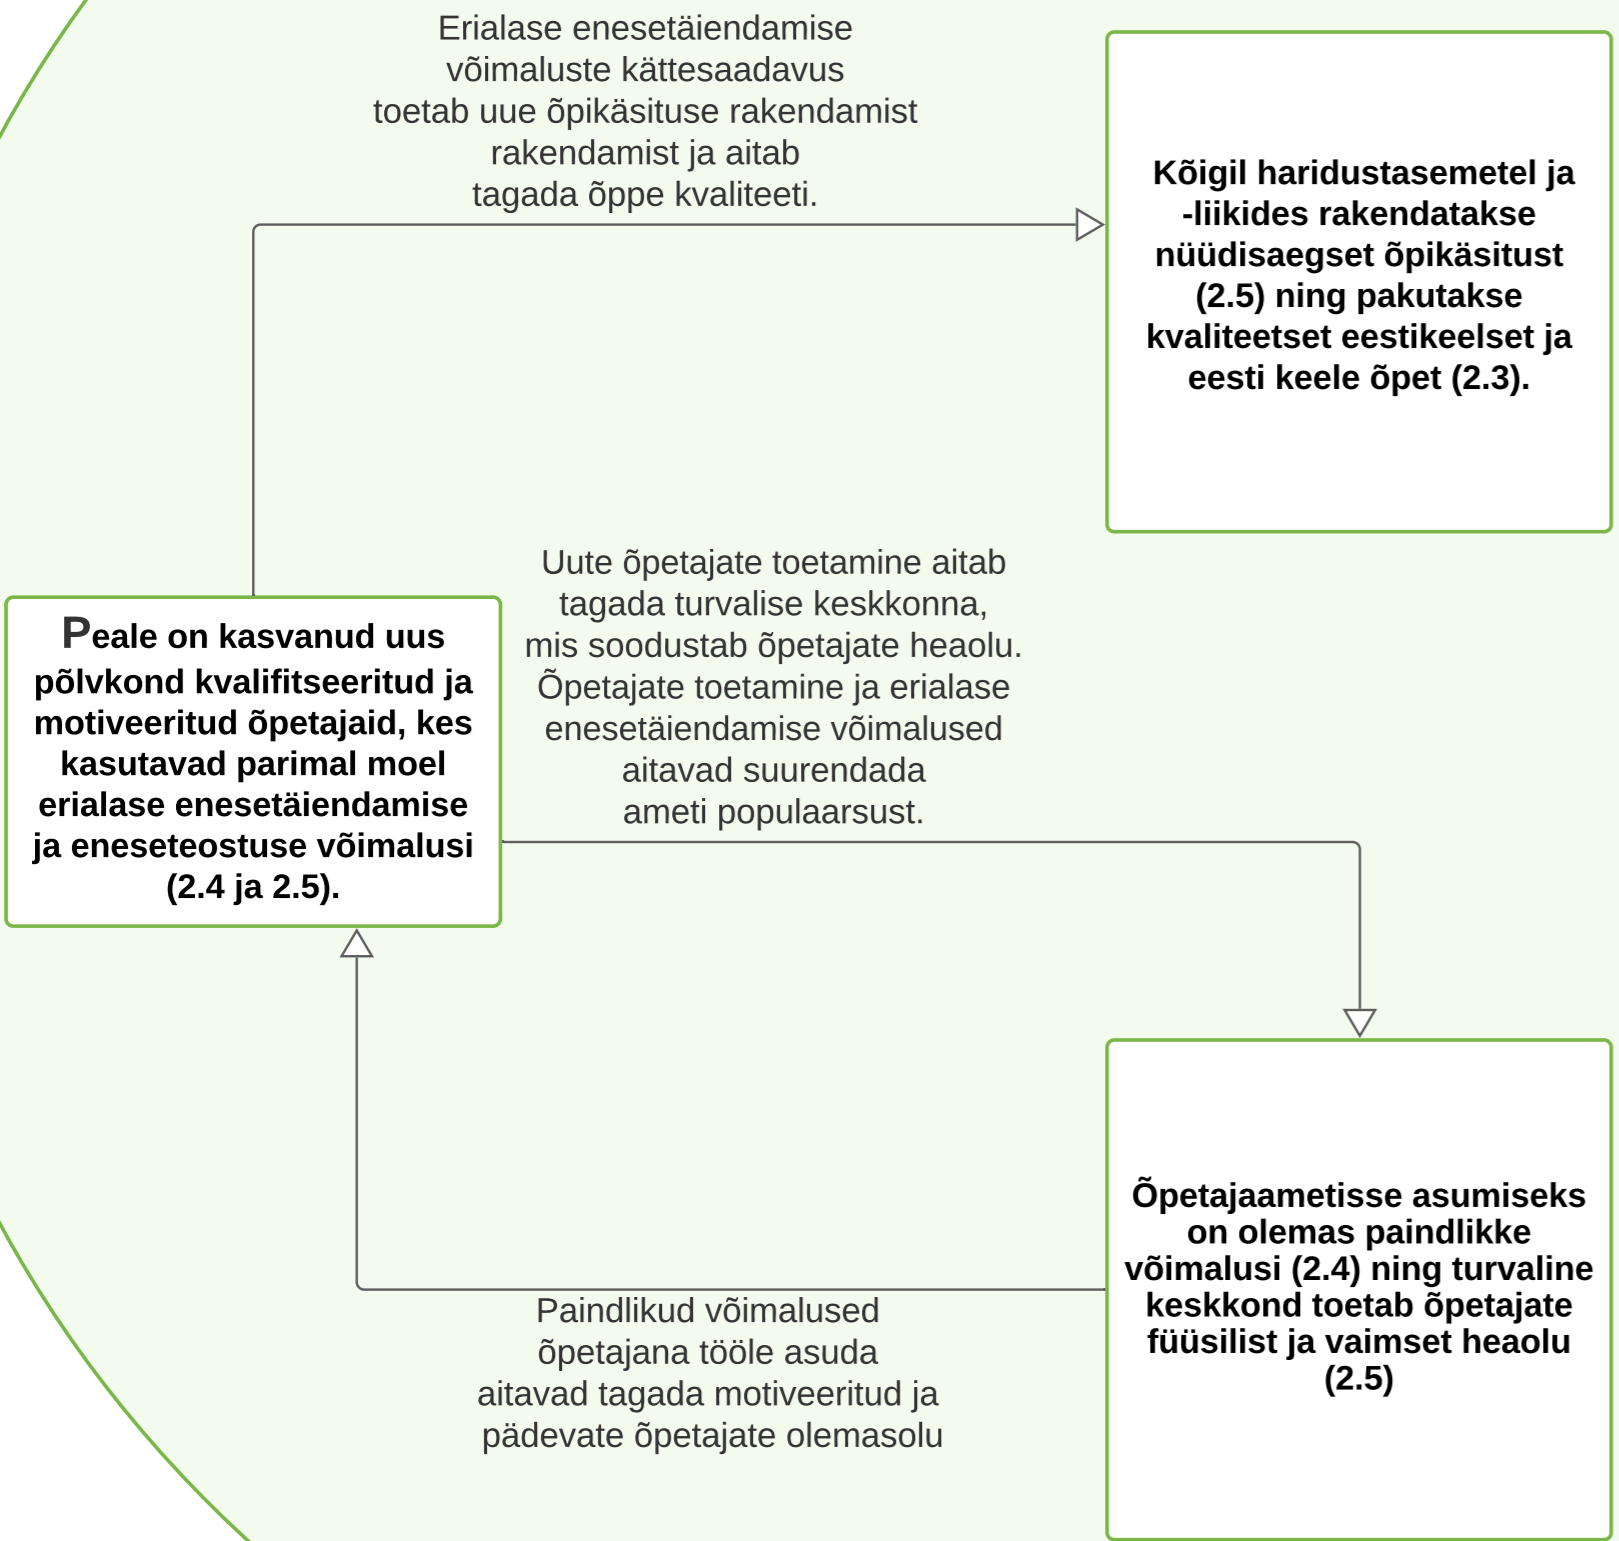 Erialase enesetäiendamise
võimaluste kättesaadavus
toetab uue õpikäsituse rakendamist
rakendamist ja aitab
tagada õppe kvaliteeti.
Kõigil haridustasemetel ja
-liikides rakendatakse
nüüdisaegset õpikäsitust
(2.5) ning pakutakse
kvaliteetset eestikeelset ja
eesti keele õpet (2.3).
Uute õpetajate toetamine aitab
tagada turvalise keskkonna,
mis soodustab õpetajate heaolu.
Õpetajate toetamine ja erialase
enesetäiendamise võimalused
aitavad suurendada
ameti populaarsust.
Peale on kasvanud uus
põlvkond kvalifitseeritud ja
motiveeritud õpetajaid, kes
kasutavad parimal moel
erialase enesetäiendamise
ja eneseteostuse võimalusi
(2.4 ja 2.5).
Õpetajaametisse asumiseks
on olemas paindlikke
võimalusi (2.4) ning turvaline
keskkond toetab õpetajate
füüsilist ja vaimset heaolu
(2.5)
Paindlikud võimalused
õpetajana tööle asuda
aitavad tagada motiveeritud ja
pädevate õpetajate olemasolu